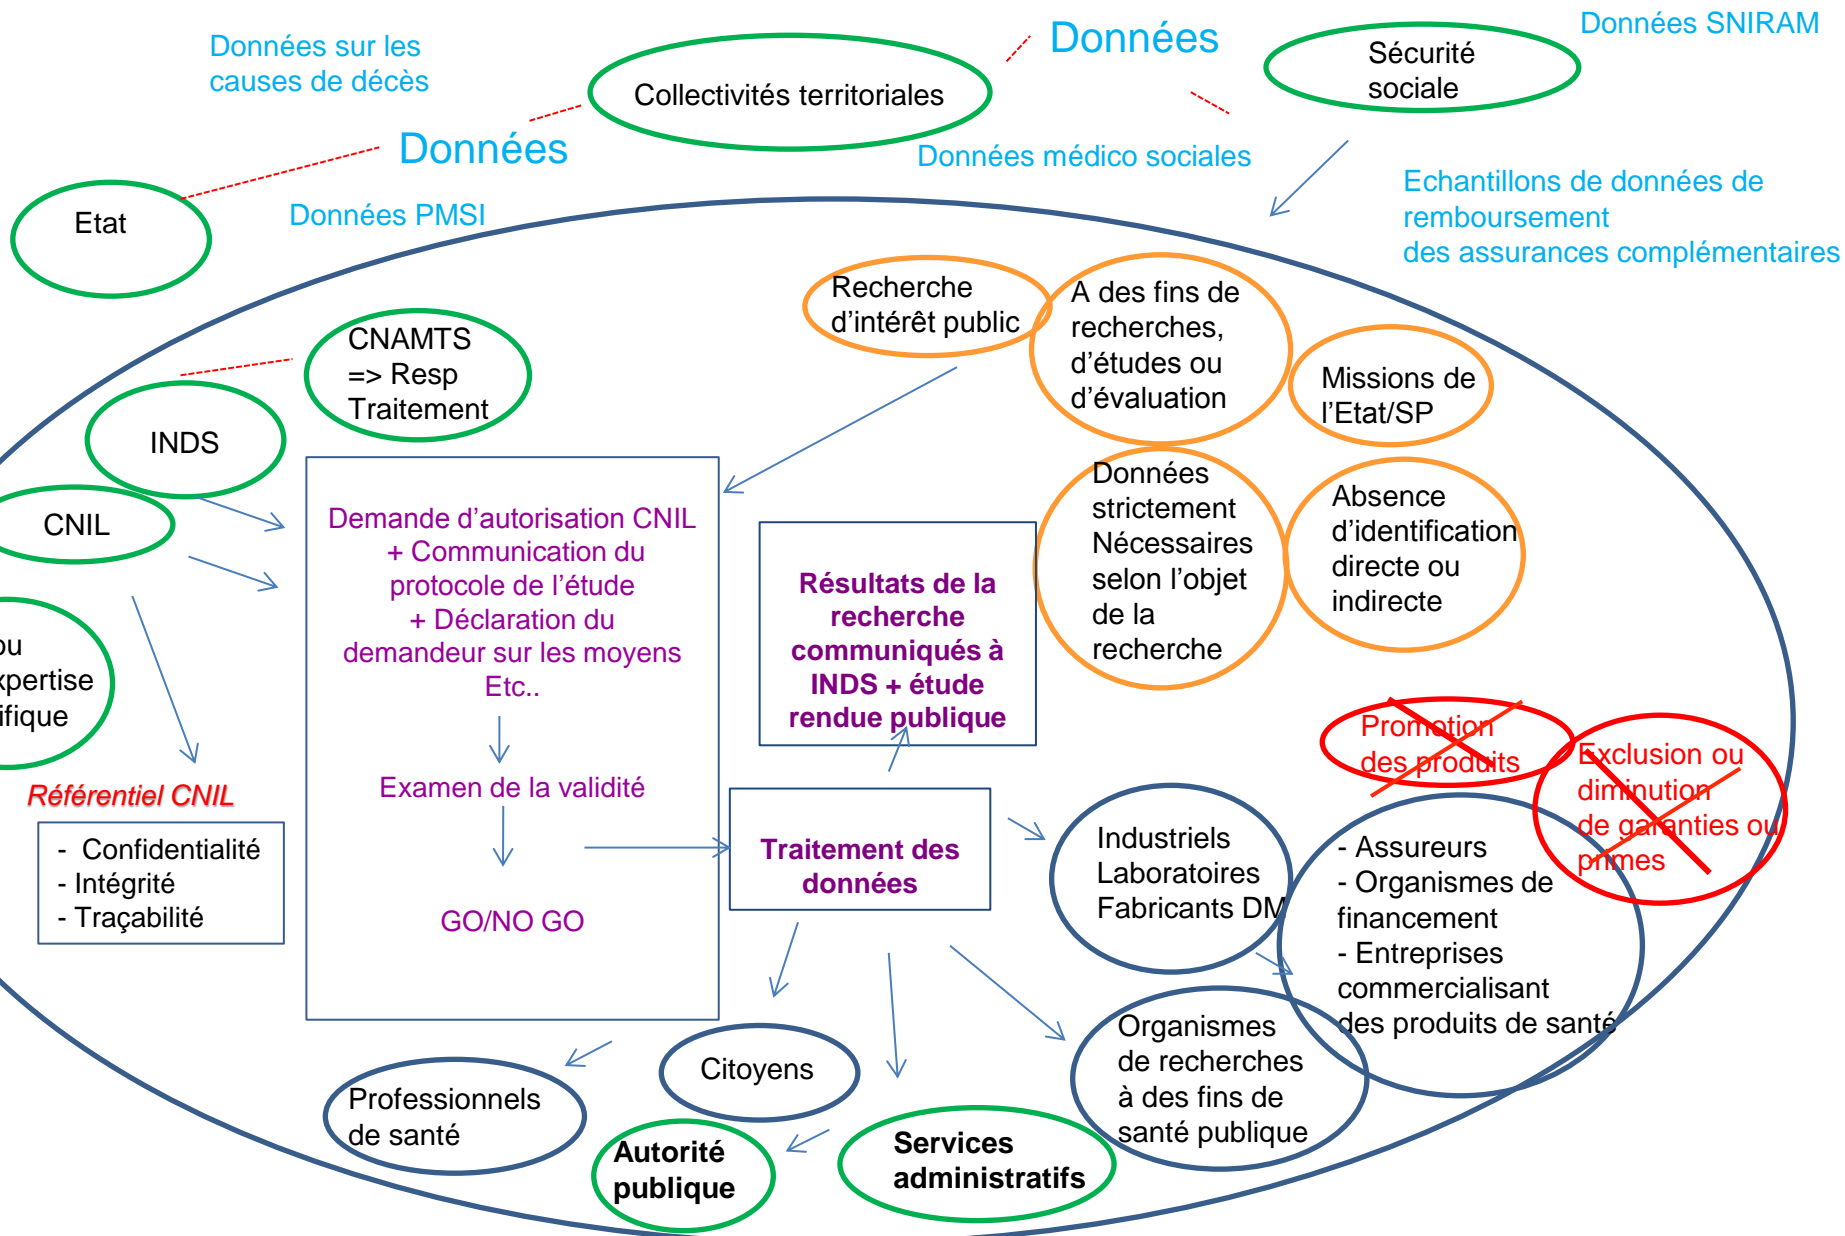 Données sur les
causes de décès
Données
Données SNIRAM
Sécurité
sociale
Collectivités territoriales
Données
Données médico sociales
Echantillons de données de
remboursement
des assurances complémentaires
Etat
Données PMSI
Recherche
d’intérêt public
A des fins de
recherches,
d’études ou
d’évaluation
Missions de
l’Etat/SP
CNAMTS
=> Resp
Traitement
INDS
CNIL
Données
strictement
Nécessaires
selon l’objet
de la
recherche
Absence
d’identification
directe ou
indirecte
Demande d’autorisation CNIL
+ Communication du
protocole de l’étude
+ Déclaration du
demandeur sur les moyens
Etc..
Examen de la validité
GO/NO GO
Résultats de la
recherche
communiqués à
INDS + étude
rendue publique
ou
xpertise
ifique
Référentiel CNIL
- Confidentialité
- Intégrité
- Traçabilité
Promotion
des produits
Exclusion ou
diminution
de garanties ou
primes
Traitement des
données
Industriels
Laboratoires
Fabricants DM
- Assureurs
- Organismes de
financement
- Entreprises
commercialisant
des produits de santé
Organismes
de recherches
à des fins de
santé publique
Citoyens
Professionnels
de santé
Autorité
publique
Services
administratifs